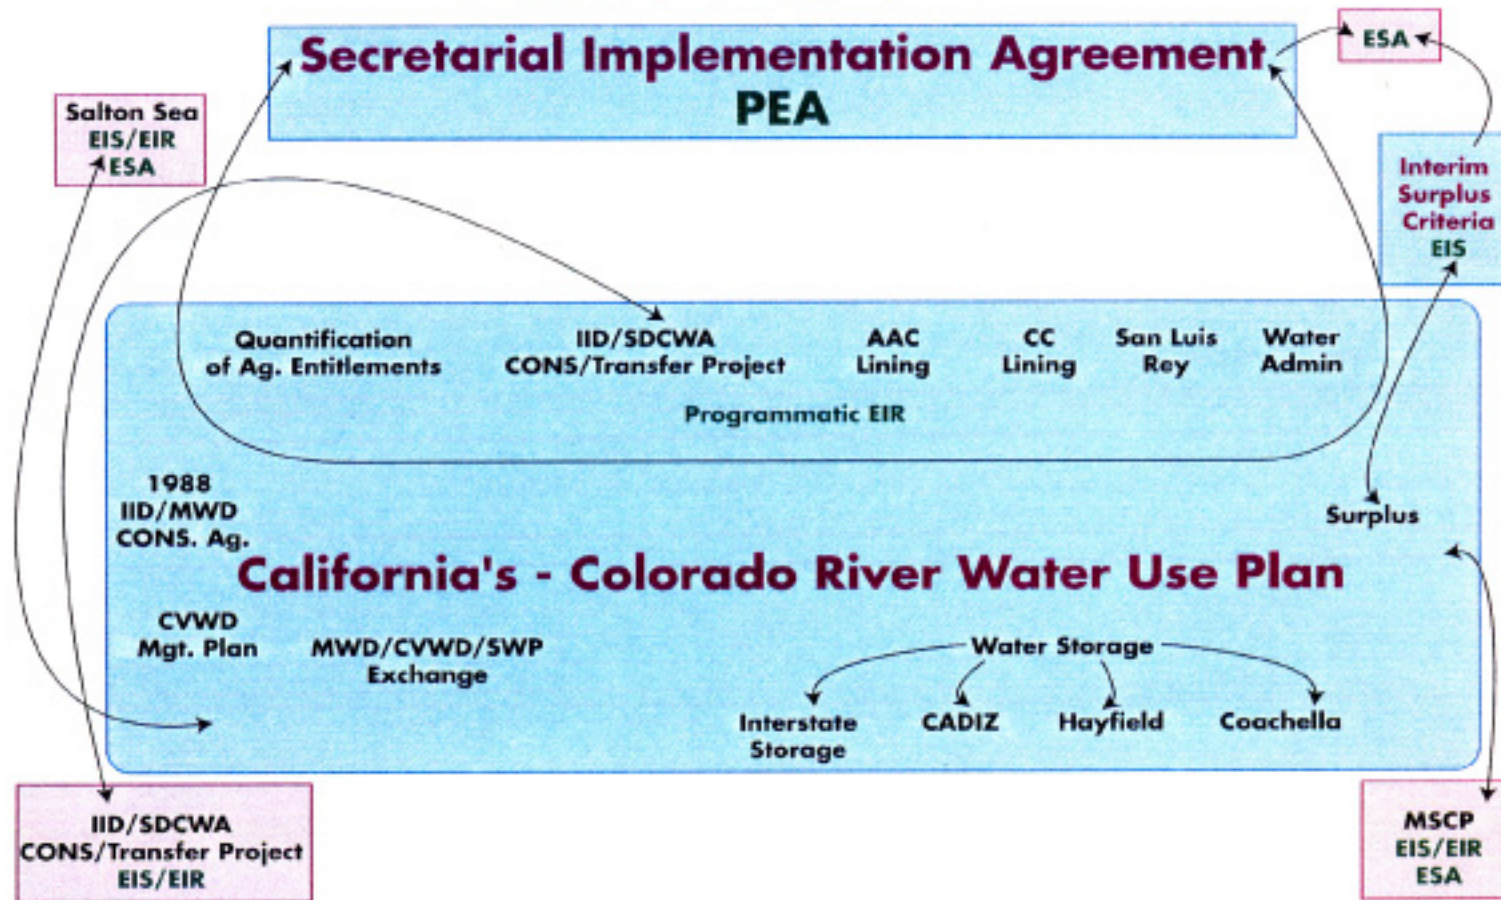 Secretarial Implementation Agreement
PEA
ESA
Salton Sea
EIS/EIR
ESA
Interim
Surplus
Criteria
EIS
Quantification
of Ag. Entitlements
IID/SDCWA
CONS/Transfer Project
AAC
Lining
CC
Lining
San Luis
Rey
Water
Admin
Programmatic EIR
1988
IID/MWD
CONS. Ag.
Surplus
California's - Colorado River Water Use Plan
CVWD
Mgt. Plan
MWD/CVWD/SWP
Exchange
Water Storage
Interstate
Storage
CADIZ
Hayfield
Coachella
IID/SDCWA
CONS/Transfer Project
EIS/EIR
MSCP
EIS/EIR
ESA